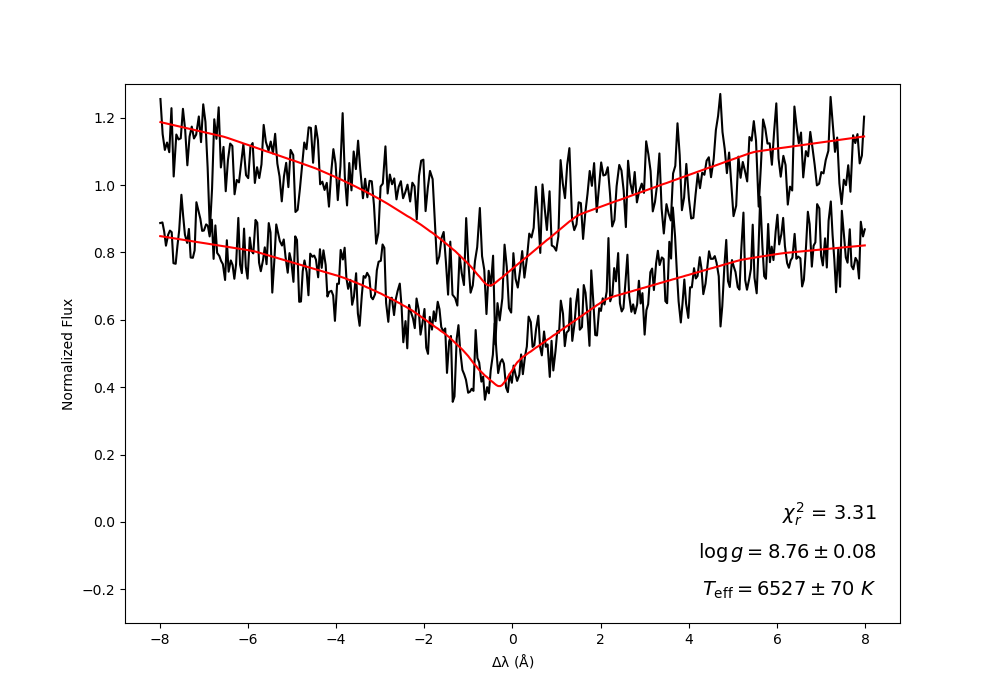 1.2
1.0
0.8
0.6
0.4
0.2
0.0
−0.2
Normalized Flux
χ²ᵣ = 3.31
log g = 8.76 ± 0.08
T_eff = 6527 ± 70 K
−8 −6 −4 −2 0 2 4 6 8
Δλ (Å)